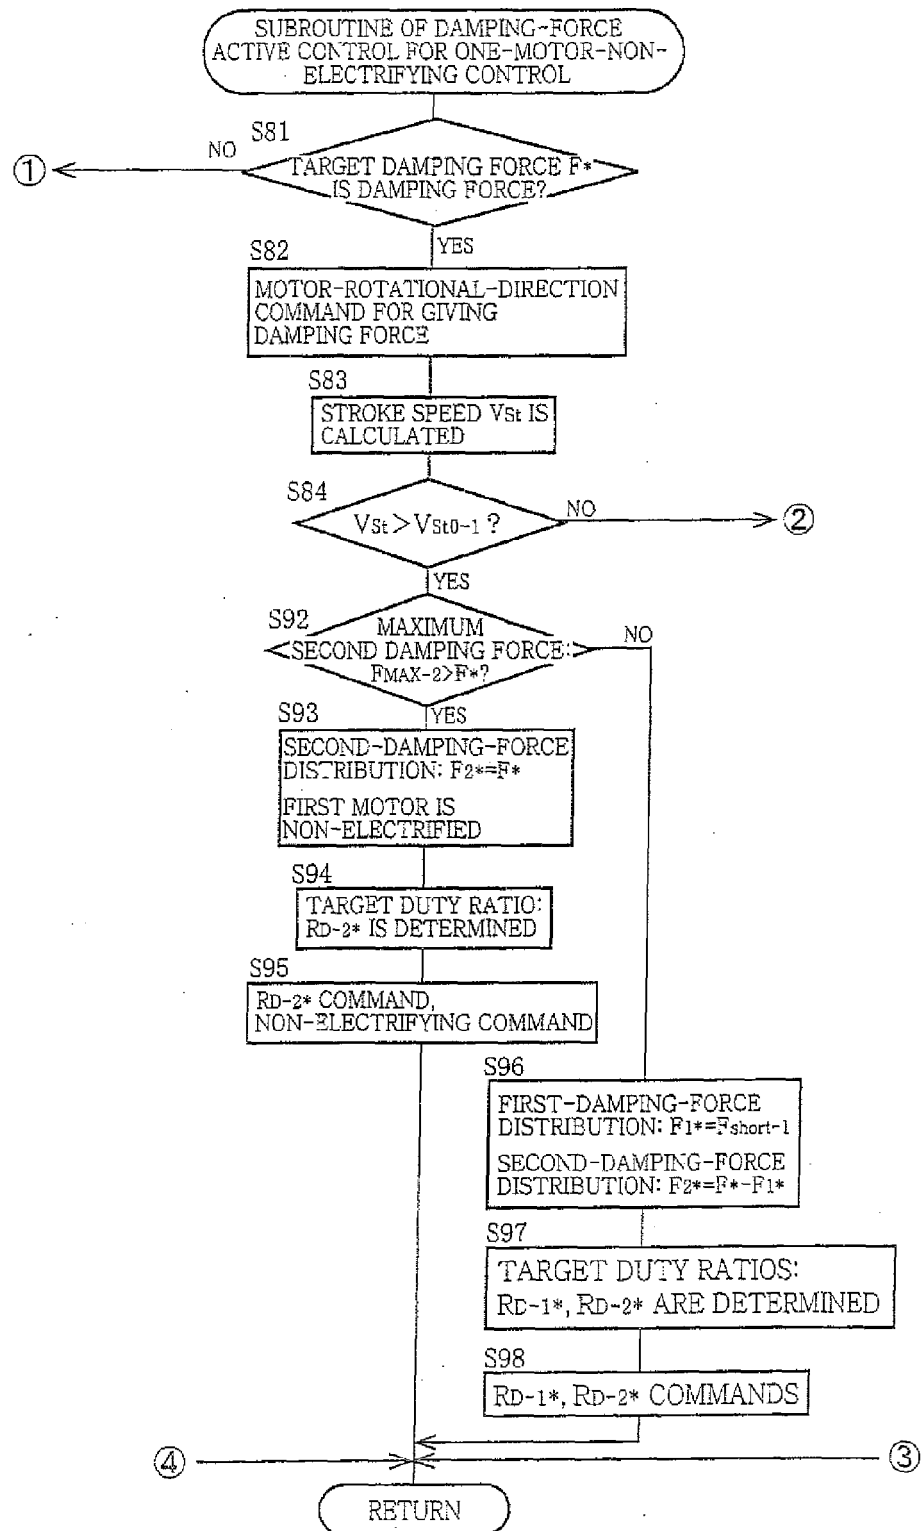 SUBROUTINE OF DAMPING-FORCE
ACTIVE CONTROL FOR ONE-MOTOR-NON-
ELECTRIFYING CONTROL
S81
NO
①
TARGET DAMPING FORCE F*
IS DAMPING FORCE?
YES
S82
MOTOR-ROTATIONAL-DIRECTION
COMMAND FOR GIVING
DAMPING FORCE
S83
STROKE SPEED VSt IS
CALCULATED
S84
VSt>VSt0-1 ?
NO
②
YES
S92
MAXIMUM
SECOND DAMPING FORCE:
FMAX-2>F*?
NO
YES
S93
SECOND-DAMPING-FORCE
DISTRIBUTION: F2*=F*
FIRST MOTOR IS
NON-ELECTRIFIED
S94
TARGET DUTY RATIO:
RD-2* IS DETERMINED
S95
RD-2* COMMAND,
NON-ELECTRIFYING COMMAND
S96
FIRST-DAMPING-FORCE
DISTRIBUTION: F1*=Fshort-1
SECOND-DAMPING-FORCE
DISTRIBUTION: F2*=F*-F1*
S97
TARGET DUTY RATIOS:
RD-1*, RD-2* ARE DETERMINED
S98
RD-1*, RD-2* COMMANDS
④
③
RETURN